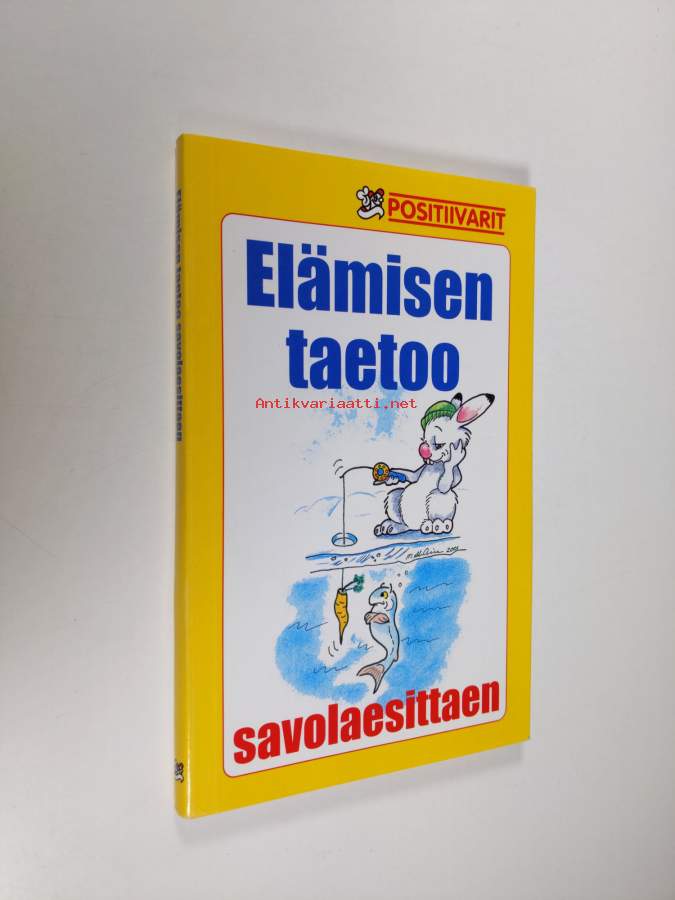 POSITIIVARIT
Elämisen
taetoo
Antikvariaatti.net
savolaesittaen
Elämisen taetoo savolaesittaen